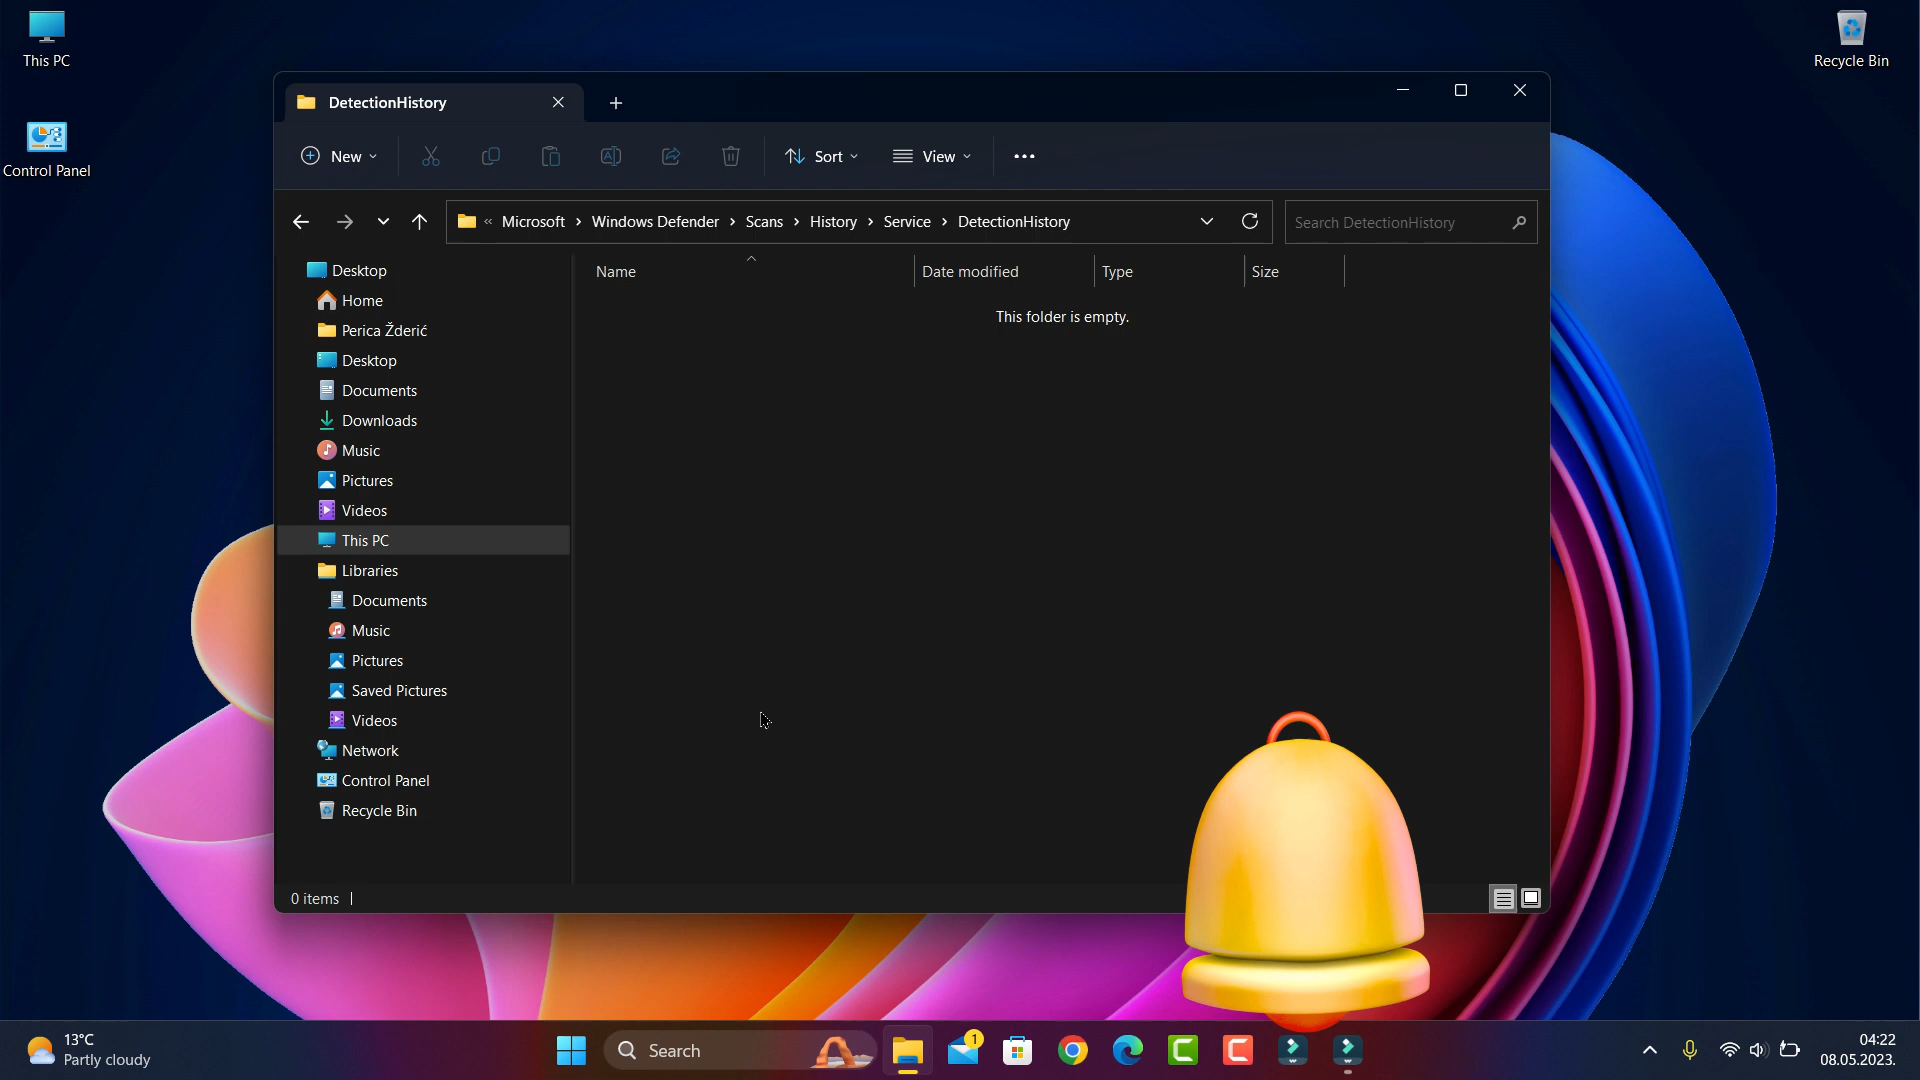 This PC
Control Panel
Recycle Bin
DetectionHistory
New
Sort
View
« Microsoft › Windows Defender › Scans › History › Service › DetectionHistory
Search DetectionHistory
Name
Date modified
Type
Size
This folder is empty.
Desktop
Home
Perica Žderić
Desktop
Documents
Downloads
Music
Pictures
Videos
This PC
Libraries
Documents
Music
Pictures
Saved Pictures
Videos
Network
Control Panel
Recycle Bin
0 items
13°C
Partly cloudy
Search
1
04:22
08.05.2023.